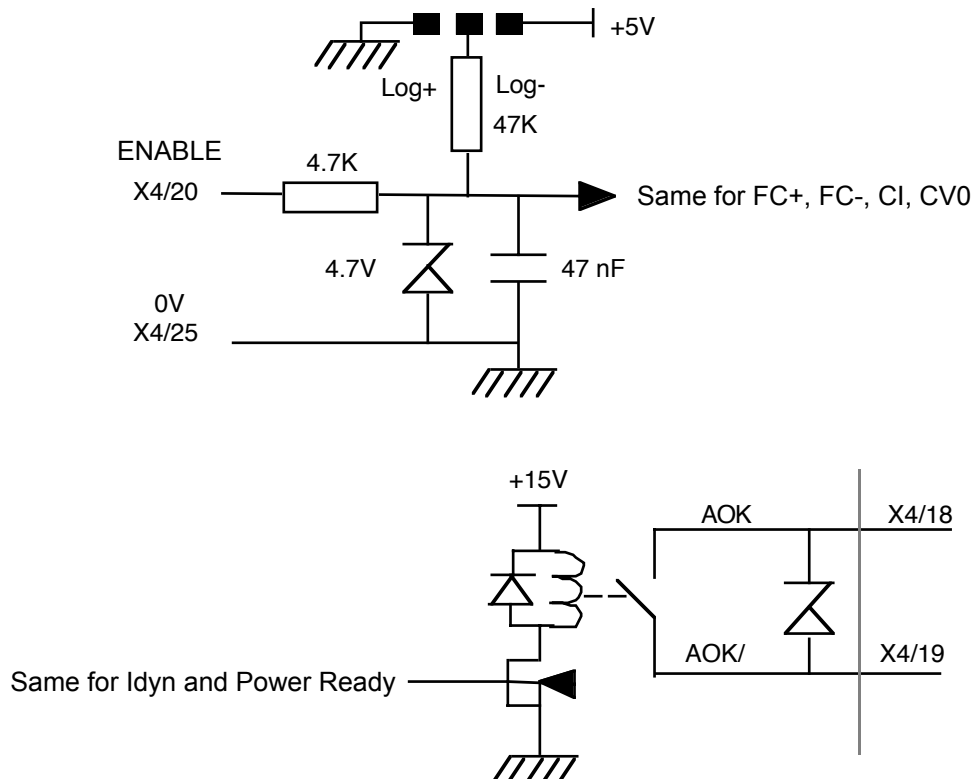 +5V
Log+ Log-
47K
ENABLE
4.7K
X4/20
Same for FC+, FC-, CI, CV0
4.7V
47 nF
0V
X4/25
+15V
AOK
X4/18
AOK/
X4/19
Same for Idyn and Power Ready